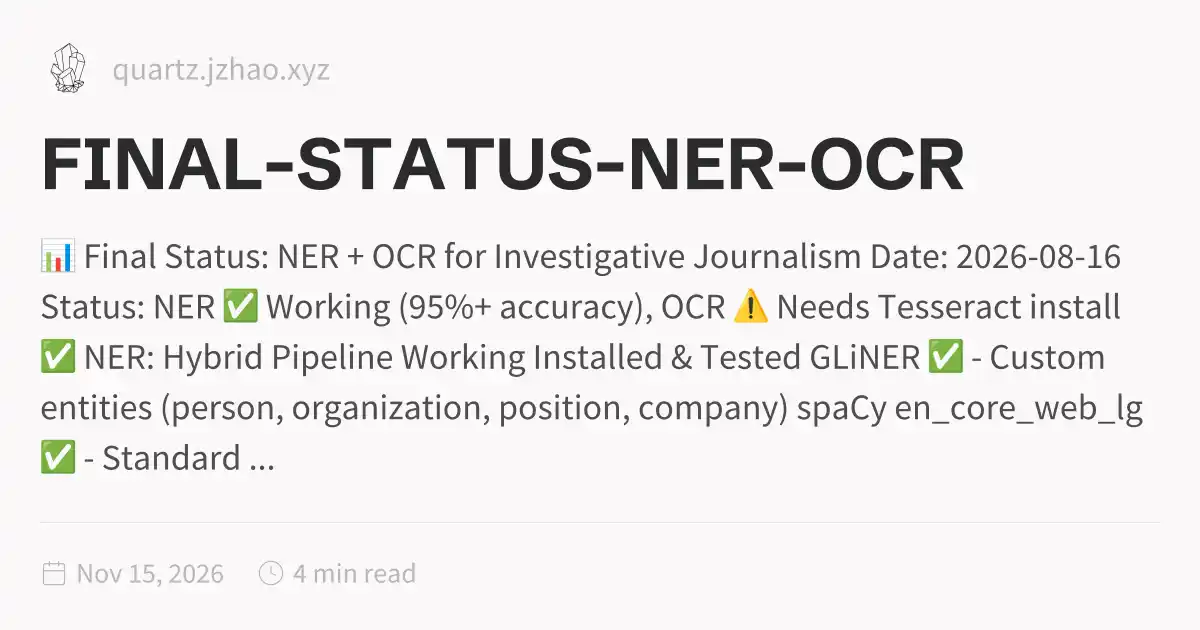 quartz.jzhao.xyz
FINAL-STATUS-NER-OCR
📊 Final Status: NER + OCR for Investigative Journalism Date: 2026-08-16
Status: NER ✅ Working (95%+ accuracy), OCR ⚠️ Needs Tesseract install
✅ NER: Hybrid Pipeline Working Installed & Tested GLiNER ✅ - Custom
entities (person, organization, position, company) spaCy en_core_web_lg
✅ - Standard ...
Nov 15, 2026 4 min read